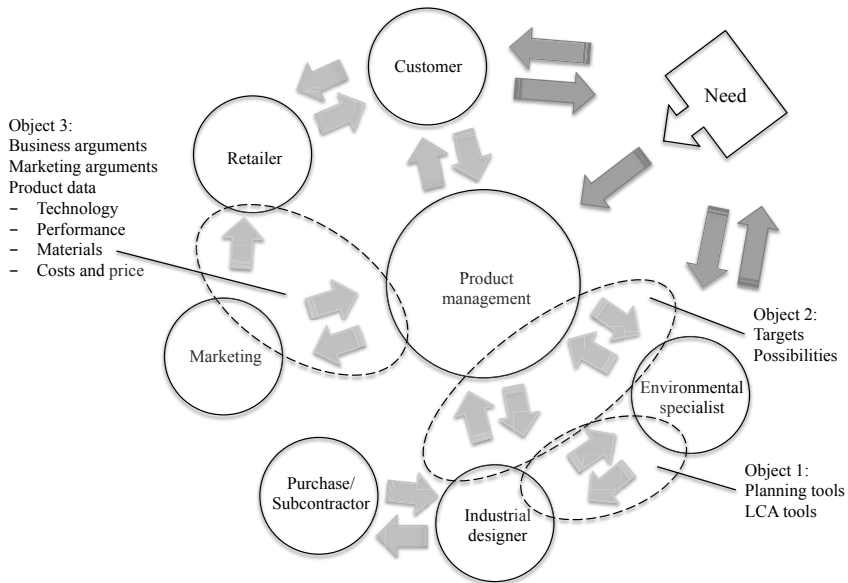 Customer
Need
Object 3:
Business arguments
Marketing arguments
Product data
– Technology
– Performance
– Materials
– Costs and price
Retailer
Product
management
Object 2:
Targets
Possibilities
Marketing
Environmental
specialist
Purchase/
Subcontractor
Industrial
designer
Object 1:
Planning tools
LCA tools